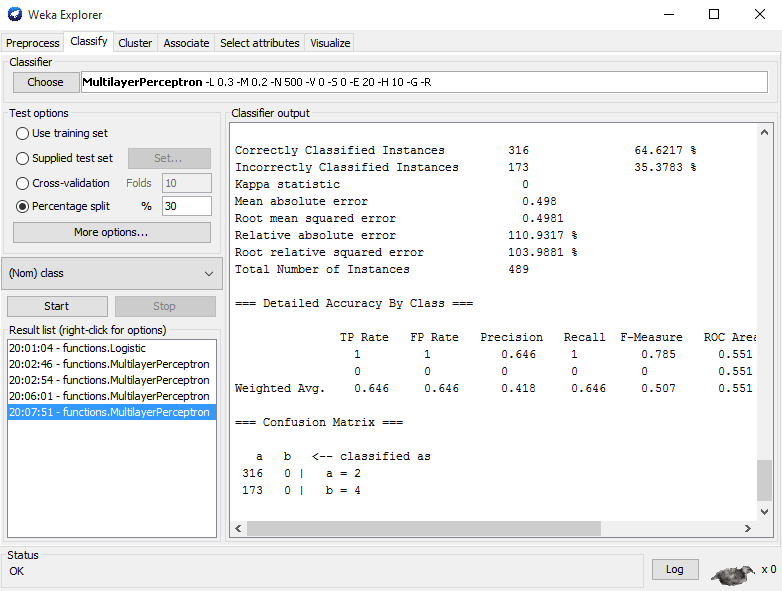 Weka Explorer
Preprocess Classify Cluster Associate Select attributes Visualize
Classifier
Choose MultilayerPerceptron -L 0.3 -M 0.2 -N 500 -V 0 -S 0 -E 20 -H 10 -G -R
Test options
Use training set
Supplied test set Set...
Cross-validation Folds 10
Percentage split % 30
More options...
(Nom) class
Start Stop
Result list (right-click for options)
20:01:04 - functions.Logistic
20:02:46 - functions.MultilayerPerceptron
20:02:54 - functions.MultilayerPerceptron
20:06:01 - functions.MultilayerPerceptron
20:07:51 - functions.MultilayerPerceptron
Classifier output
Correctly Classified Instances 316 64.6217 %
Incorrectly Classified Instances 173 35.3783 %
Kappa statistic 0
Mean absolute error 0.498
Root mean squared error 0.4981
Relative absolute error 110.9317 %
Root relative squared error 103.9881 %
Total Number of Instances 489
=== Detailed Accuracy By Class ===
TP Rate FP Rate Precision Recall F-Measure ROC Area
1 1 0.646 1 0.785 0.551
0 0 0 0 0 0.551
Weighted Avg. 0.646 0.646 0.418 0.646 0.507 0.551
=== Confusion Matrix ===
a b <-- classified as
316 0 | a = 2
173 0 | b = 4
Status
OK
Log x 0